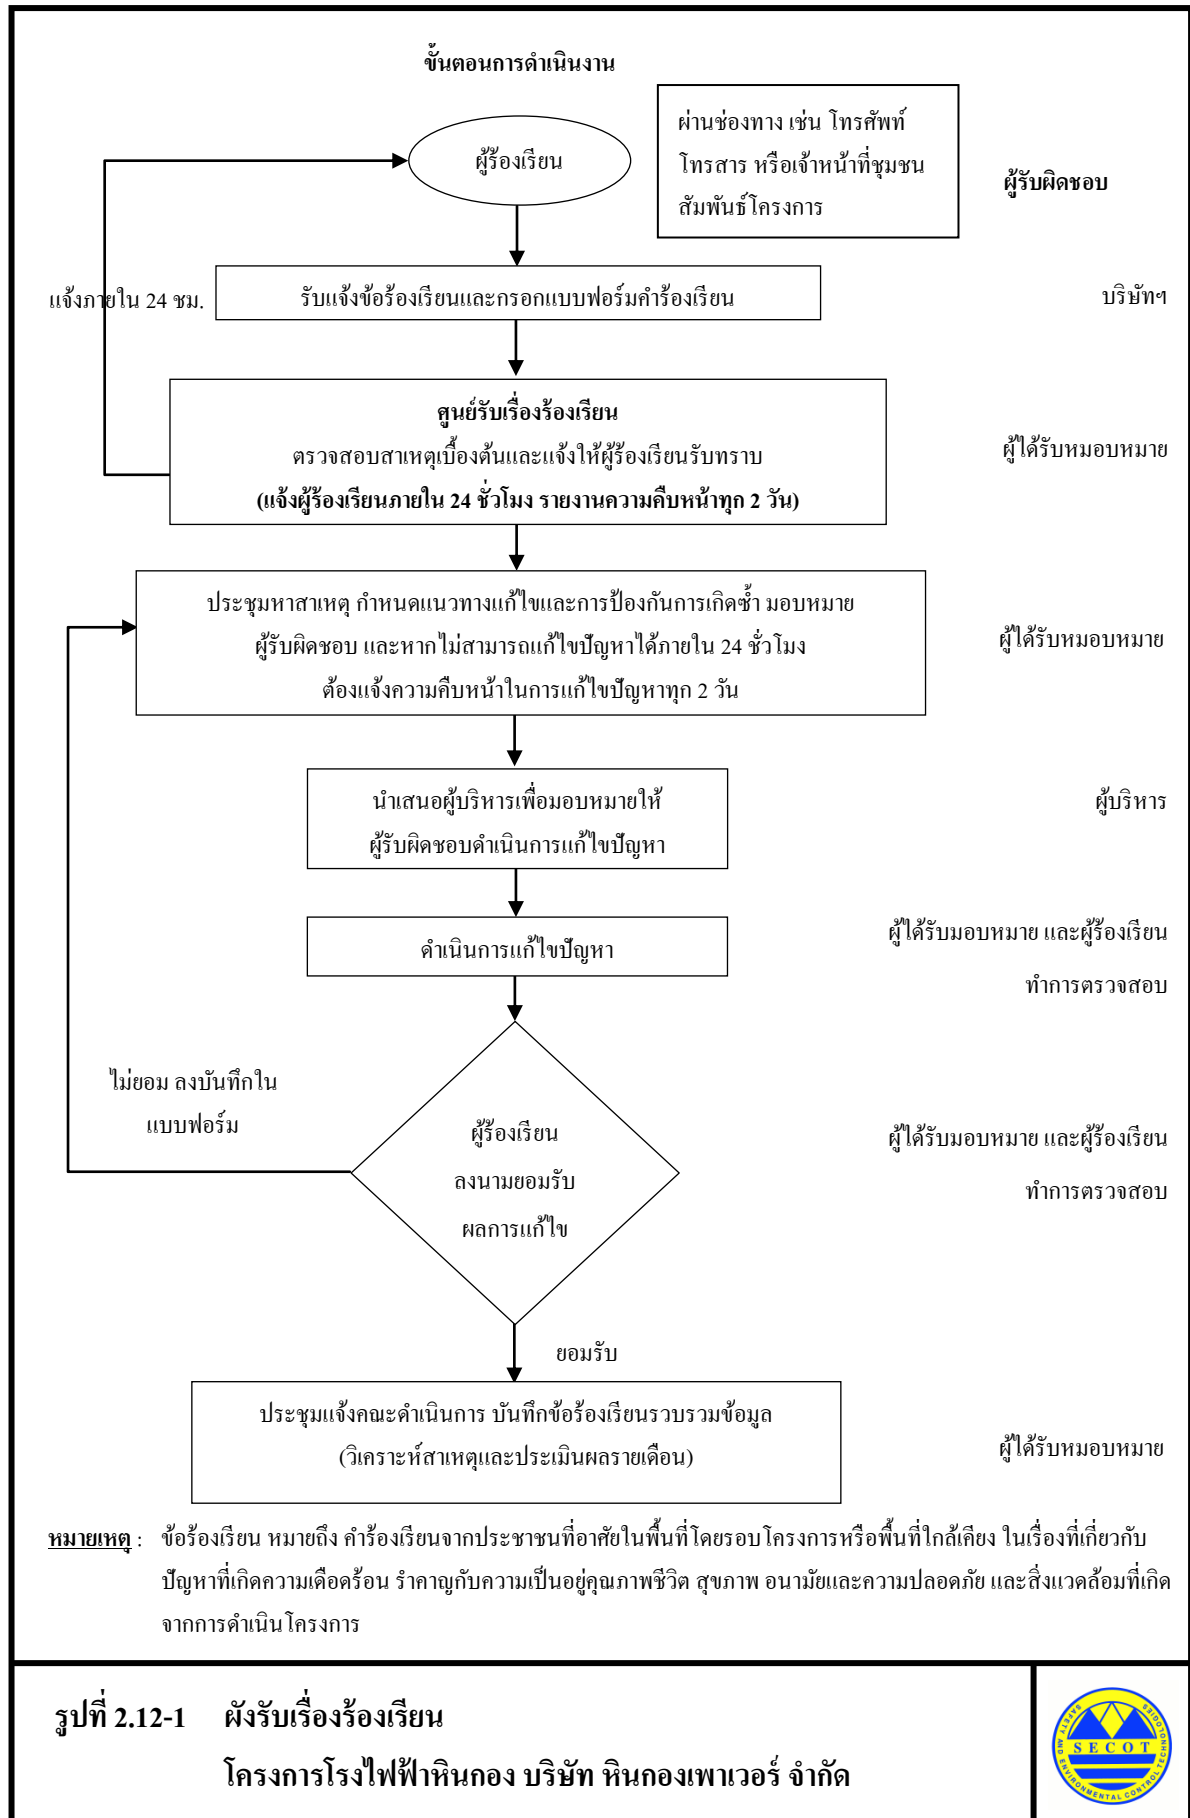 ขั้นตอนการดำเนินงาน
ผู้ร้องเรียน
ผ่านช่องทาง เช่น โทรศัพท์
โทรสาร หรือเจ้าหน้าที่ชุมชน
สัมพันธ์โครงการ
ผู้รับผิดชอบ
แจ้งภายใน 24 ชม.
รับแจ้งข้อร้องเรียนและกรอกแบบฟอร์มคำร้องเรียน
บริษัทฯ
ศูนย์รับเรื่องร้องเรียน
ตรวจสอบสาเหตุเบื้องต้นและแจ้งให้ผู้ร้องเรียนรับทราบ
(แจ้งผู้ร้องเรียนภายใน 24 ชั่วโมง รายงานความคืบหน้าทุก 2 วัน)
ผู้ได้รับหมอบหมาย
ประชุมหาสาเหตุ กำหนดแนวทางแก้ไขและการป้องกันการเกิดซ้ำ มอบหมาย
ผู้รับผิดชอบ และหากไม่สามารถแก้ไขปัญหาได้ภายใน 24 ชั่วโมง
ต้องแจ้งความคืบหน้าในการแก้ไขปัญหาทุก 2 วัน
ผู้ได้รับหมอบหมาย
นำเสนอผู้บริหารเพื่อมอบหมายให้
ผู้รับผิดชอบดำเนินการแก้ไขปัญหา
ผู้บริหาร
ดำเนินการแก้ไขปัญหา
ผู้ได้รับมอบหมาย และผู้ร้องเรียน
ทำการตรวจสอบ
ไม่ยอม ลงบันทึกใน
แบบฟอร์ม
ผู้ร้องเรียน
ลงนามยอมรับ
ผลการแก้ไข
ผู้ได้รับมอบหมาย และผู้ร้องเรียน
ทำการตรวจสอบ
ยอมรับ
ประชุมแจ้งคณะดำเนินการ บันทึกข้อร้องเรียนรวบรวมข้อมูล
(วิเคราะห์สาเหตุและประเมินผลรายเดือน)
ผู้ได้รับหมอบหมาย
หมายเหตุ : ข้อร้องเรียน หมายถึง คำร้องเรียนจากประชาชนที่อาศัยในพื้นที่โดยรอบโครงการหรือพื้นที่ใกล้เคียง ในเรื่องที่เกี่ยวกับ
ปัญหาที่เกิดความเดือดร้อน รำคาญกับความเป็นอยู่คุณภาพชีวิต สุขภาพ อนามัยและความปลอดภัย และสิ่งแวดล้อมที่เกิด
จากการดำเนินโครงการ
รูปที่ 2.12-1 ผังรับเรื่องร้องเรียน
โครงการโรงไฟฟ้าหินกอง บริษัท หินกองเพาเวอร์ จำกัด
SECOT
SAFETY AND ENVIRONMENTAL CONTROL TECHNOLOGIES